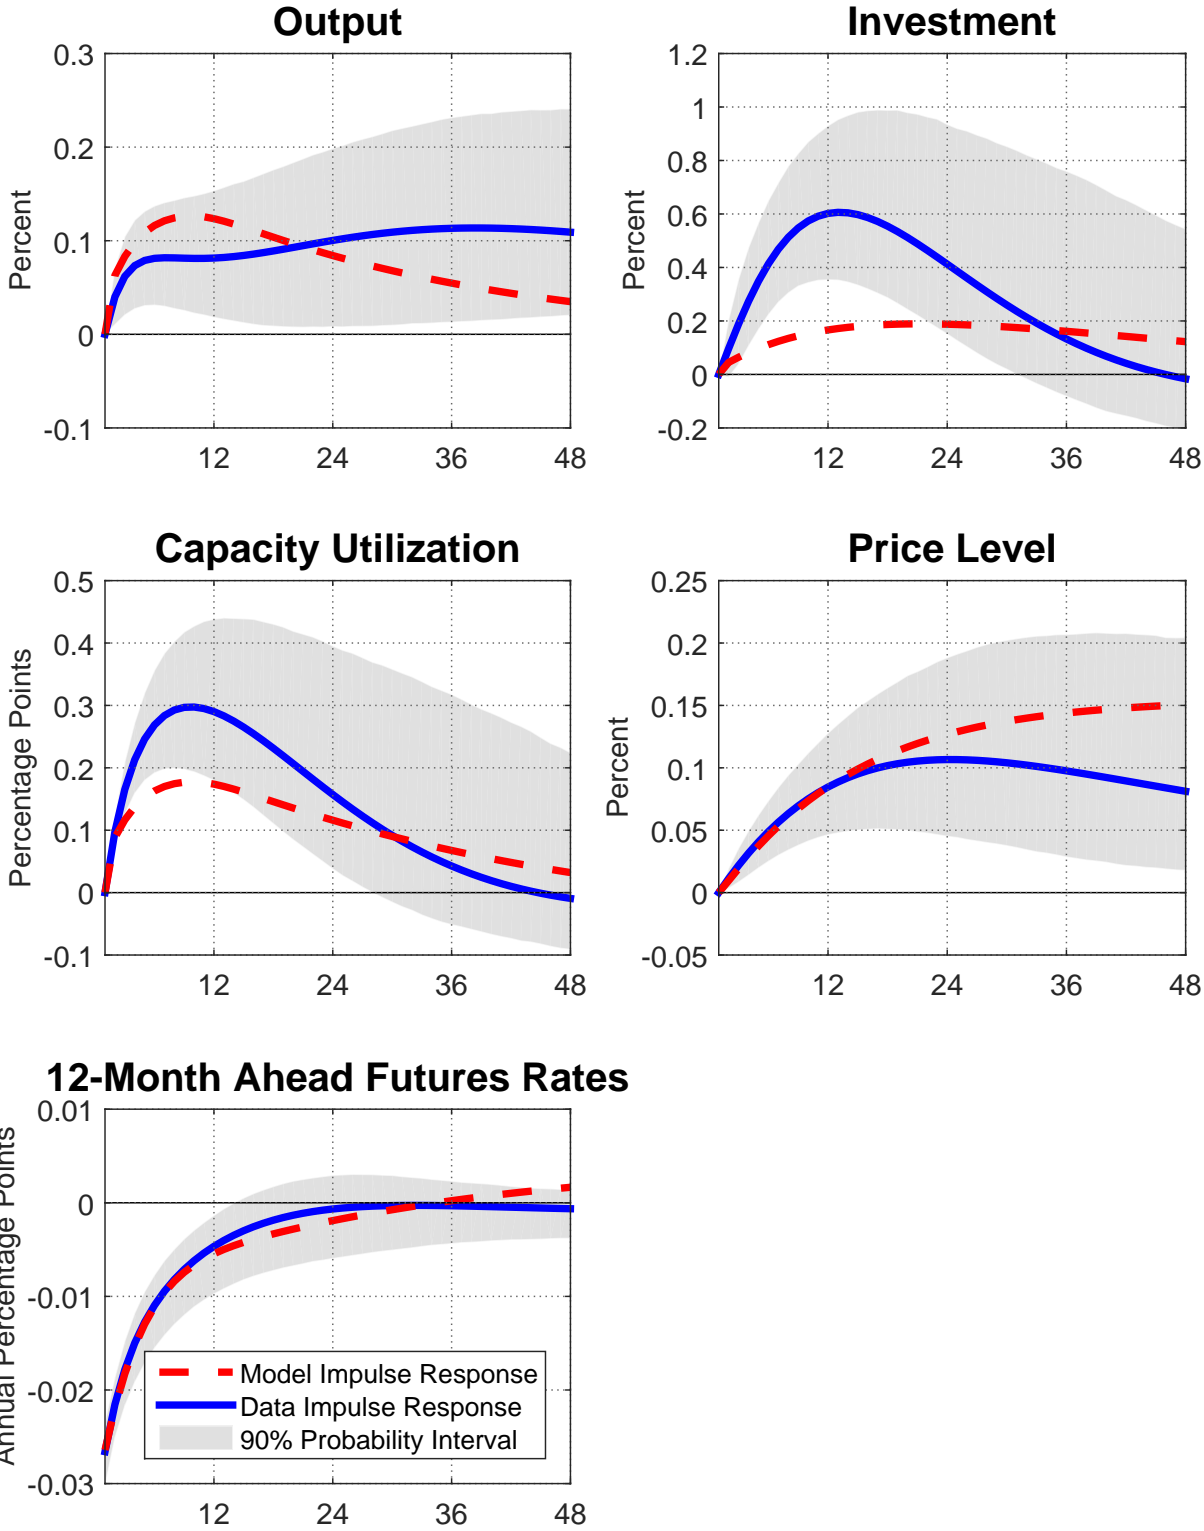 Output
Percent
0.3
0.2
0.1
0
-0.1
12 24 36 48
Investment
Percent
1.2
1
0.8
0.6
0.4
0.2
0
-0.2
12 24 36 48
Capacity Utilization
Percentage Points
0.5
0.4
0.3
0.2
0.1
0
-0.1
12 24 36 48
Price Level
Percent
0.25
0.2
0.15
0.1
0.05
0
-0.05
12 24 36 48
12-Month Ahead Futures Rates
Annual Percentage Points
0.01
0
-0.01
-0.02
-0.03
12 24 36 48
Model Impulse Response
Data Impulse Response
90% Probability Interval